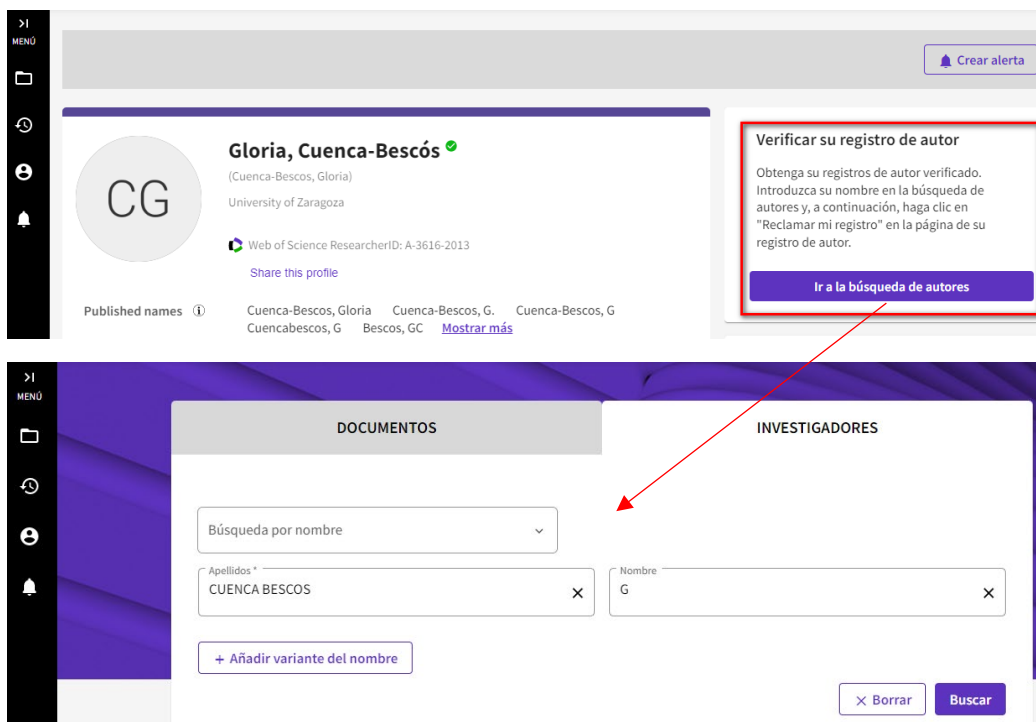 MENÚ
Crear alerta
Gloria, Cuenca-Bescós
(Cuenca-Bescos, Gloria)
University of Zaragoza
CG
Web of Science ResearcherID: A-3616-2013
Share this profile
Published names
Cuenca-Bescos, Gloria Cuenca-Bescos, G. Cuenca-Bescos, G
Cuencabescos, G Bescos, GC Mostrar más
Verificar su registro de autor
Obtenga su registros de autor verificado.
Introduzca su nombre en la búsqueda de
autores y, a continuación, haga clic en
"Reclamar mi registro" en la página de su
registro de autor.
Ir a la búsqueda de autores
MENÚ
DOCUMENTOS
INVESTIGADORES
Búsqueda por nombre
Apellidos *
CUENCA BESCOS
Nombre
G
+ Añadir variante del nombre
Borrar
Buscar